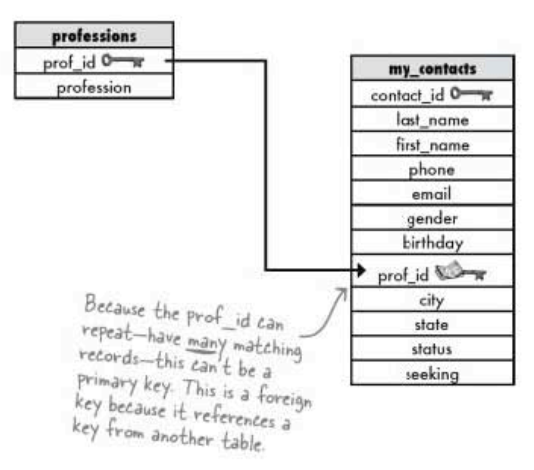 professions
prof_id
profession
my_contacts
contact_id
last_name
first_name
phone
email
gender
birthday
prof_id
city
state
status
seeking
Because the prof_id can
repeat—have many matching
records—this can't be a
primary key. This is a foreign
key because it references a
key from another table.